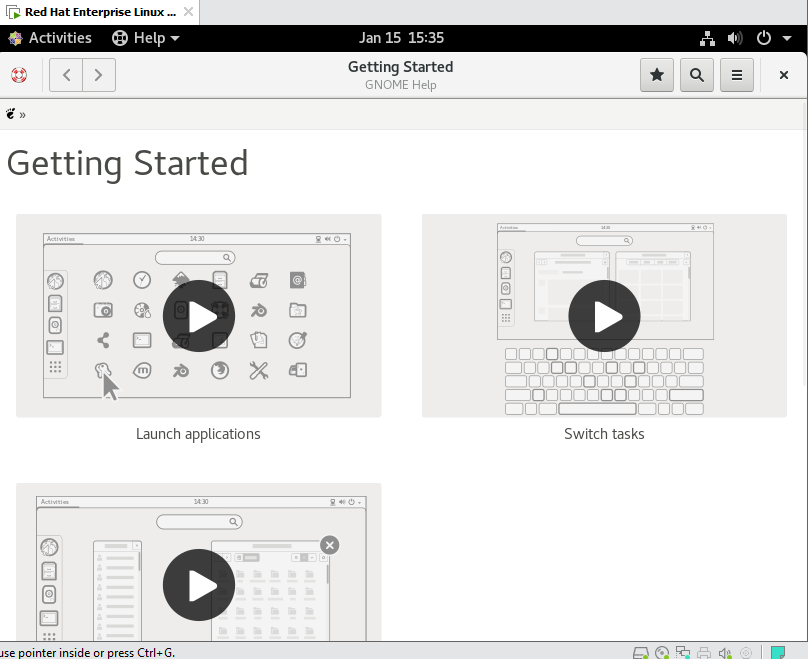 Red Hat Enterprise Linux ...
Activities Help Jan 15 15:35
Getting Started
GNOME Help
»
Getting Started
Activities 14:30
Activities 14:30
Launch applications
Switch tasks
Activities 14:30
use pointer inside or press Ctrl+G.